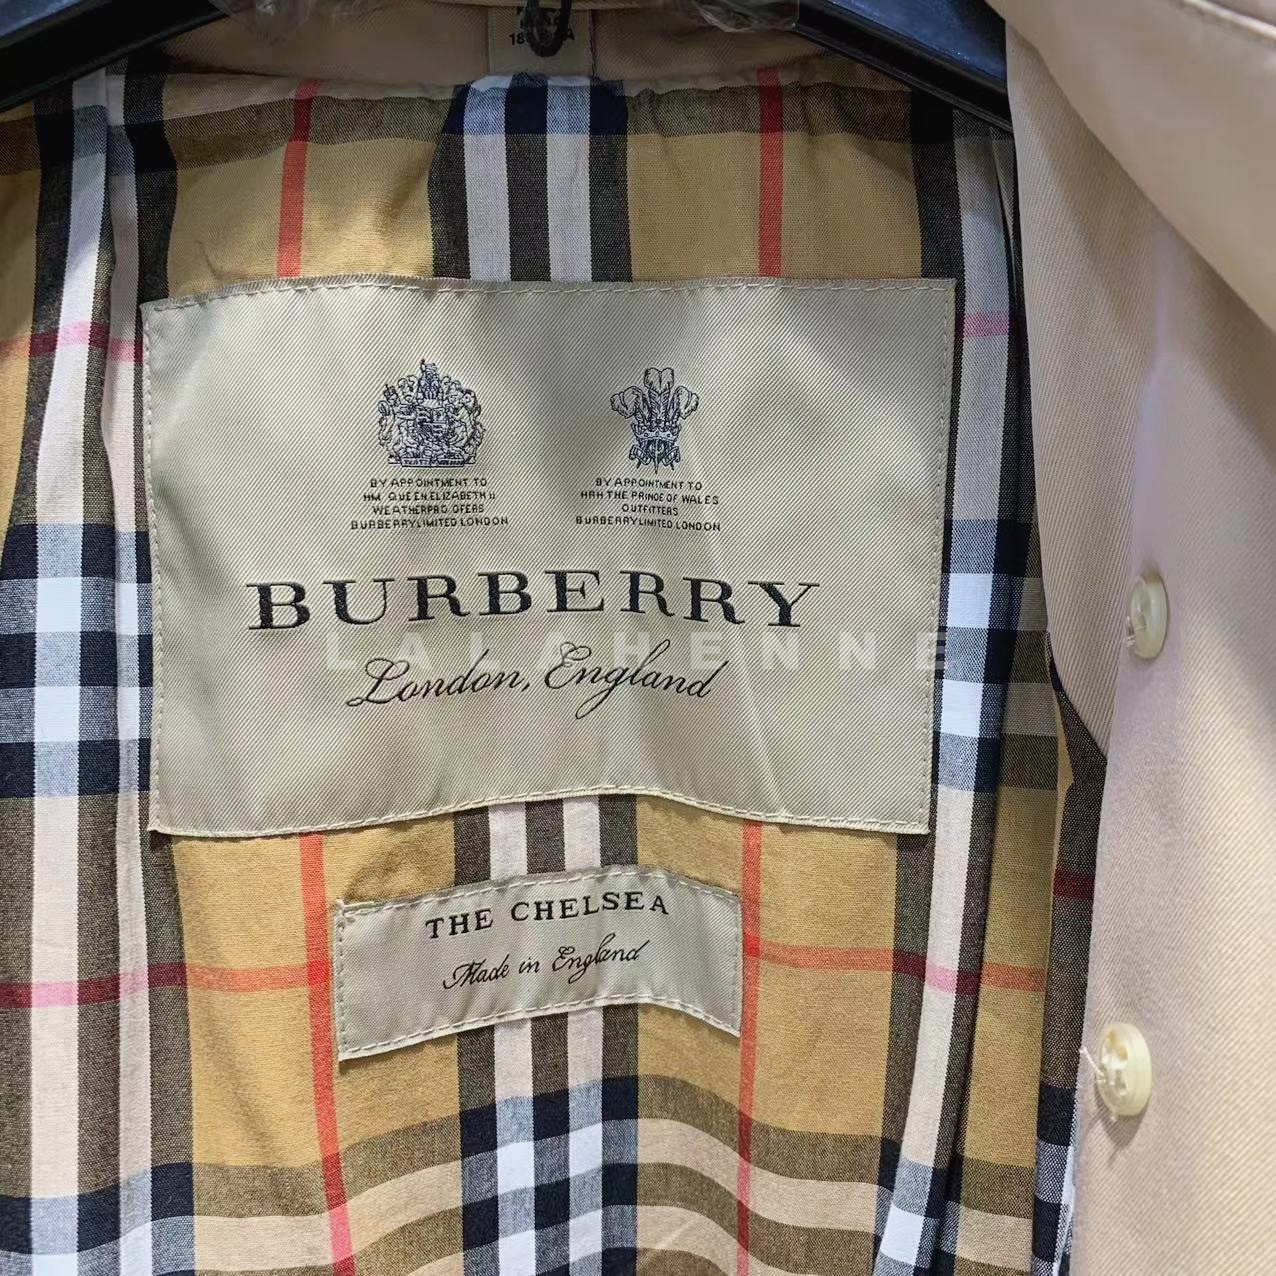 BY APPOINTMENT TO
HM QUEEN ELIZABETH II
WEATHERPROOFERS
BURBERRY LIMITED LONDON
BY APPOINTMENT TO
HRH THE PRINCE OF WALES
OUTFITTERS
BURBERRY LIMITED LONDON
BURBERRY
LALACHENNE
London, England
THE CHELSEA
Made in England